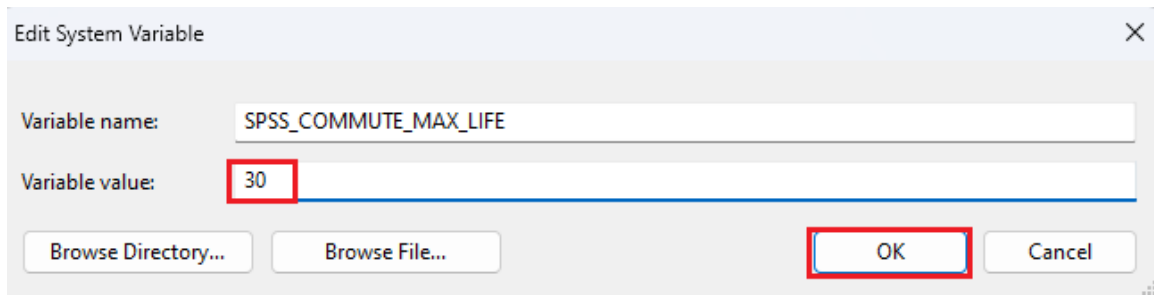 Edit System Variable
Variable name: SPSS_COMMUTE_MAX_LIFE
Variable value: 30
Browse Directory... Browse File... OK Cancel